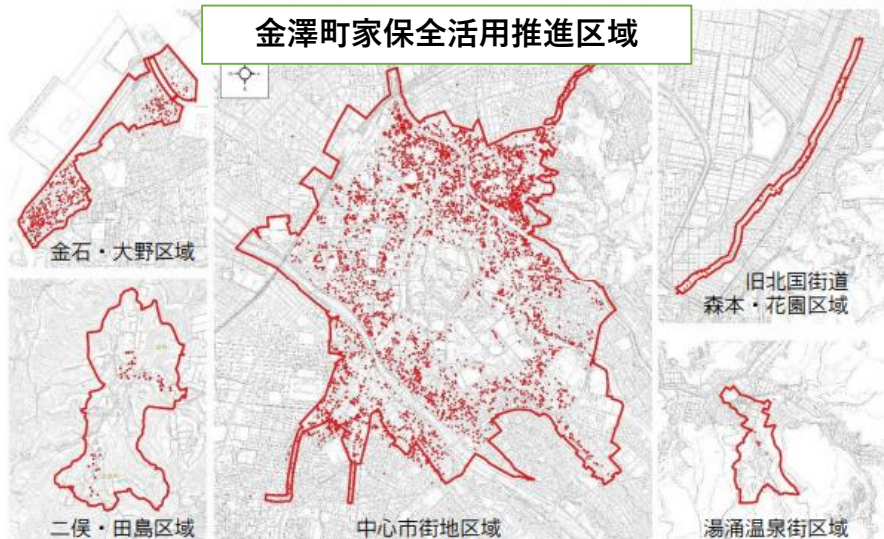 金澤町家保全活用推進区域
金石・大野区域
旧北国街道
森本・花園区域
二俣・田島区域
中心市街地区域
湯涌温泉街区域